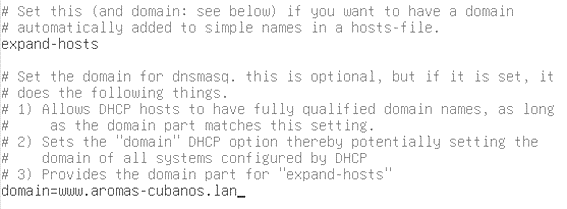 # Set this (and domain: see below) if you want to have a domain
# automatically added to simple names in a hosts-file.
expand-hosts
# Set the domain for dnsmasq. this is optional, but if it is set, it
# does the following things.
# 1) Allows DHCP hosts to have fully qualified domain names, as long
#     as the domain part matches this setting.
# 2) Sets the "domain" DHCP option thereby potentially setting the
#    domain of all systems configured by DHCP
# 3) Provides the domain part for "expand-hosts"
domain=www.aromas-cubanos.lan_